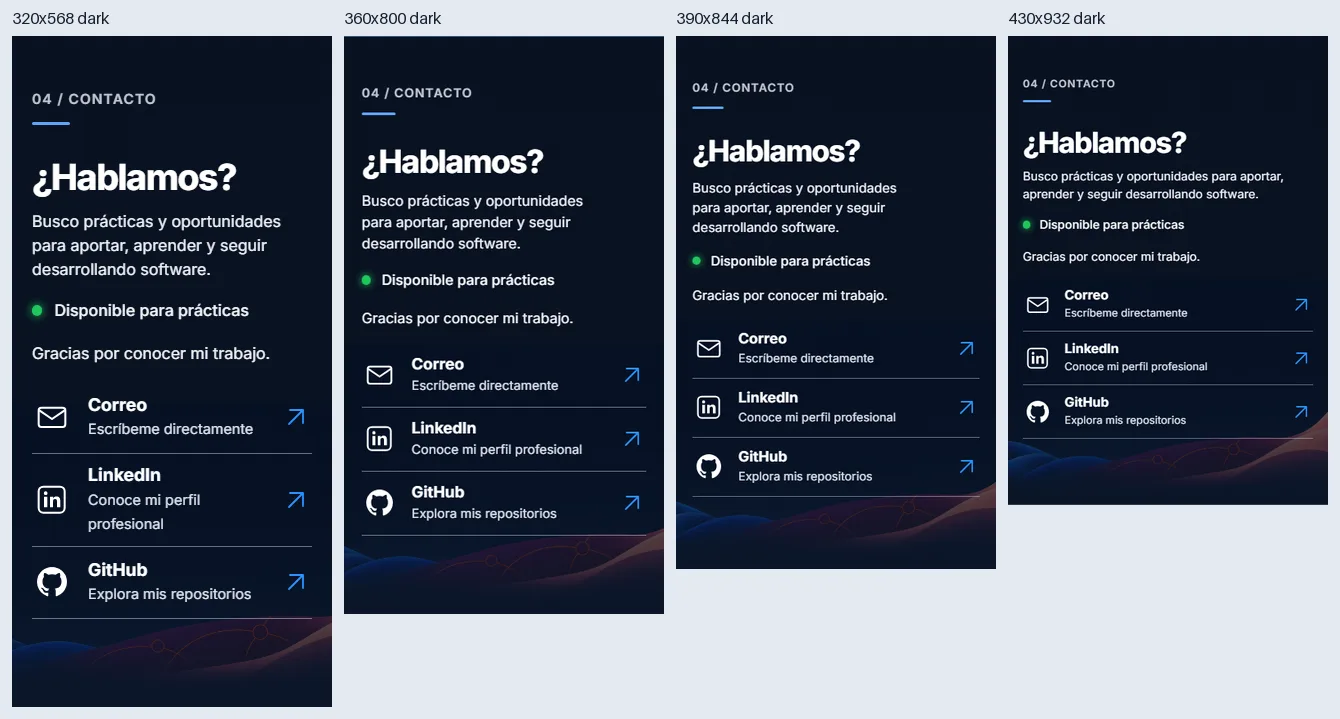 320x568 dark
04 / CONTACTO
¿Hablamos?
Busco prácticas y oportunidades
para aportar, aprender y seguir
desarrollando software.
Disponible para prácticas
Gracias por conocer mi trabajo.
Correo
Escríbeme directamente
LinkedIn
Conoce mi perfil
profesional
GitHub
Explora mis repositorios
360x800 dark
04 / CONTACTO
¿Hablamos?
Busco prácticas y oportunidades
para aportar, aprender y seguir
desarrollando software.
Disponible para prácticas
Gracias por conocer mi trabajo.
Correo
Escríbeme directamente
LinkedIn
Conoce mi perfil profesional
GitHub
Explora mis repositorios
390x844 dark
04 / CONTACTO
¿Hablamos?
Busco prácticas y oportunidades
para aportar, aprender y seguir
desarrollando software.
Disponible para prácticas
Gracias por conocer mi trabajo.
Correo
Escríbeme directamente
LinkedIn
Conoce mi perfil profesional
GitHub
Explora mis repositorios
430x932 dark
04 / CONTACTO
¿Hablamos?
Busco prácticas y oportunidades para aportar,
aprender y seguir desarrollando software.
Disponible para prácticas
Gracias por conocer mi trabajo.
Correo
Escríbeme directamente
LinkedIn
Conoce mi perfil profesional
GitHub
Explora mis repositorios